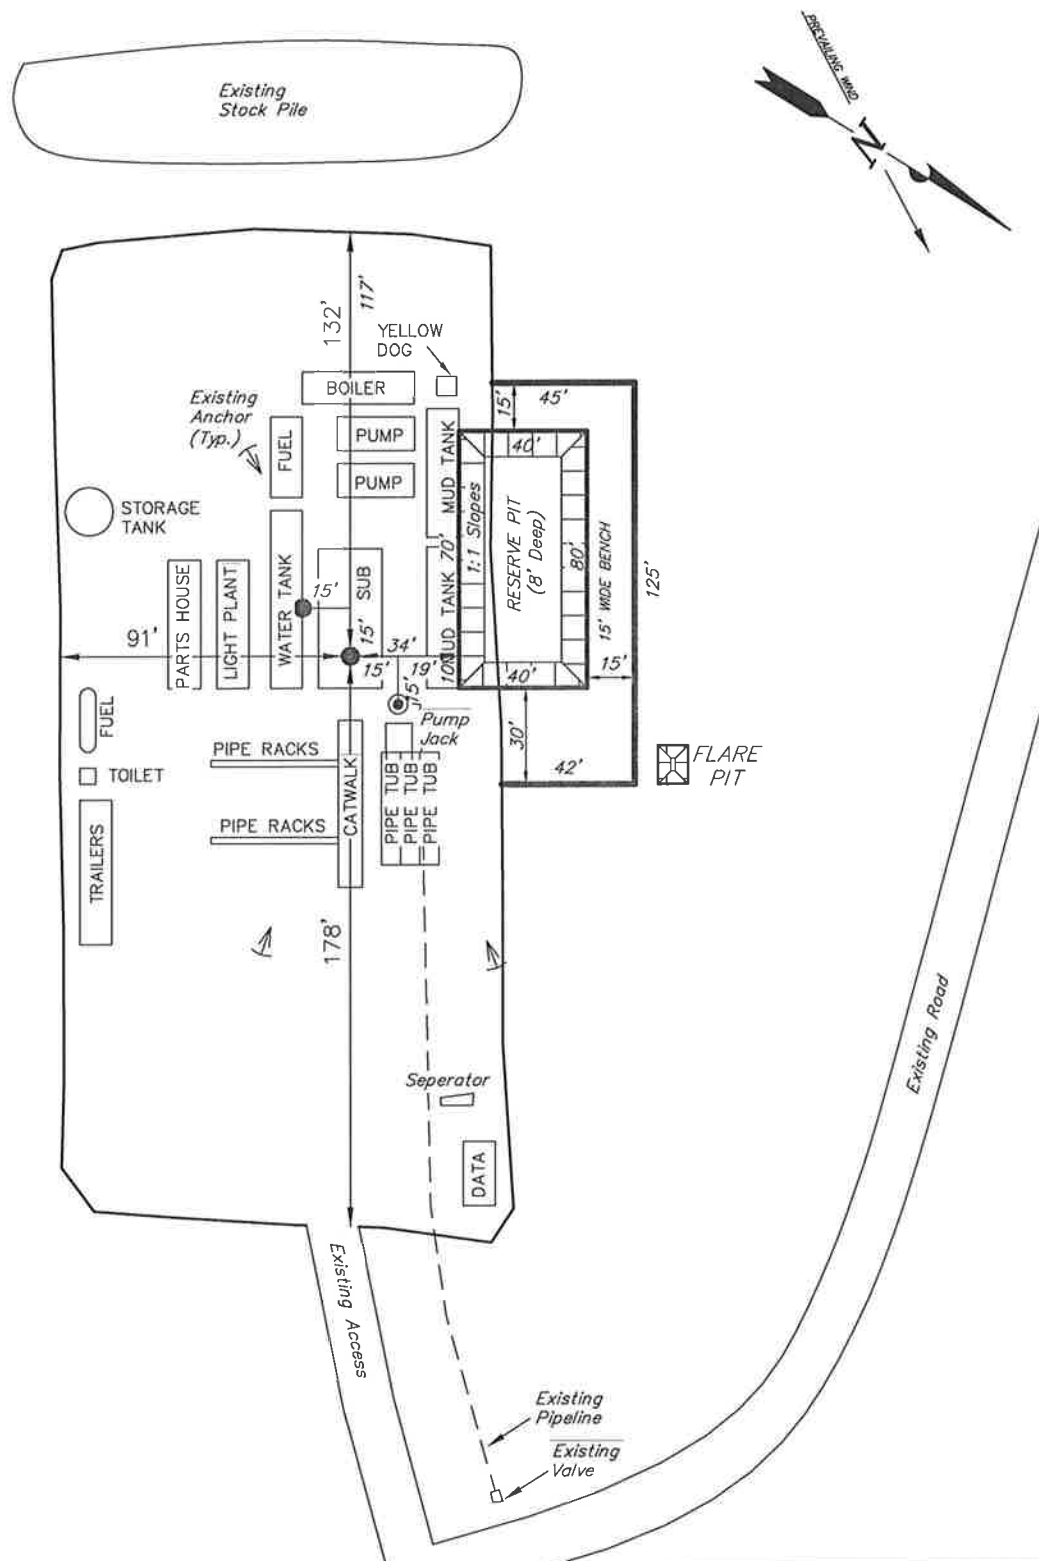 PREVAILING WIND
N
Existing
Stock Pile
132'
117'
YELLOW
DOG
BOILER
Existing
Anchor
(Typ.)
FUEL
PUMP
PUMP
MUD TANK
15'
45'
40'
STORAGE
TANK
1:1 Slopes
RESERVE PIT
(8' Deep)
80'
15' WIDE BENCH
125'
PARTS HOUSE
LIGHT PLANT
WATER TANK
15'
SUB
15'
MUD TANK
70'
91'
34'
15'
19'
10'
15'
40'
15'
FUEL
Pump
Jack
30'
42'
FLARE
PIT
PIPE RACKS
TOILET
CATWALK
PIPE TUB
PIPE TUB
PIPE TUB
PIPE RACKS
TRAILERS
178'
Existing Road
Seperator
DATA
Existing Access
Existing
Pipeline
Existing
Valve